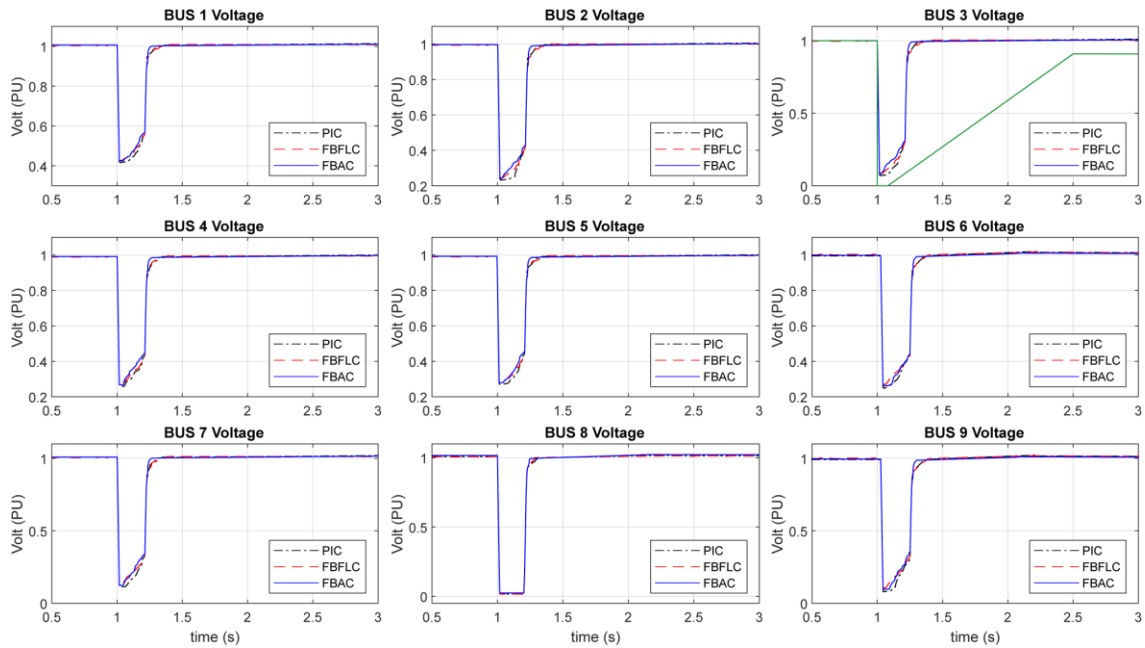 BUS 1 Voltage
Volt (PU)
1
0.8
0.6
0.4
PIC
FBFLC
FBAC
0.5 1 1.5 2 2.5 3
BUS 2 Voltage
Volt (PU)
1
0.8
0.6
0.4
0.2
PIC
FBFLC
FBAC
0.5 1 1.5 2 2.5 3
BUS 3 Voltage
Volt (PU)
1
0.5
0
PIC
FBFLC
FBAC
0.5 1 1.5 2 2.5 3
BUS 4 Voltage
Volt (PU)
1
0.8
0.6
0.4
0.2
PIC
FBFLC
FBAC
0.5 1 1.5 2 2.5 3
BUS 5 Voltage
Volt (PU)
1
0.8
0.6
0.4
0.2
PIC
FBFLC
FBAC
0.5 1 1.5 2 2.5 3
BUS 6 Voltage
Volt (PU)
1
0.8
0.6
0.4
0.2
PIC
FBFLC
FBAC
0.5 1 1.5 2 2.5 3
BUS 7 Voltage
Volt (PU)
1
0.5
0
PIC
FBFLC
FBAC
0.5 1 1.5 2 2.5 3
time (s)
BUS 8 Voltage
Volt (PU)
1
0.5
0
PIC
FBFLC
FBAC
0.5 1 1.5 2 2.5 3
time (s)
BUS 9 Voltage
Volt (PU)
1
0.5
0
PIC
FBFLC
FBAC
0.5 1 1.5 2 2.5 3
time (s)